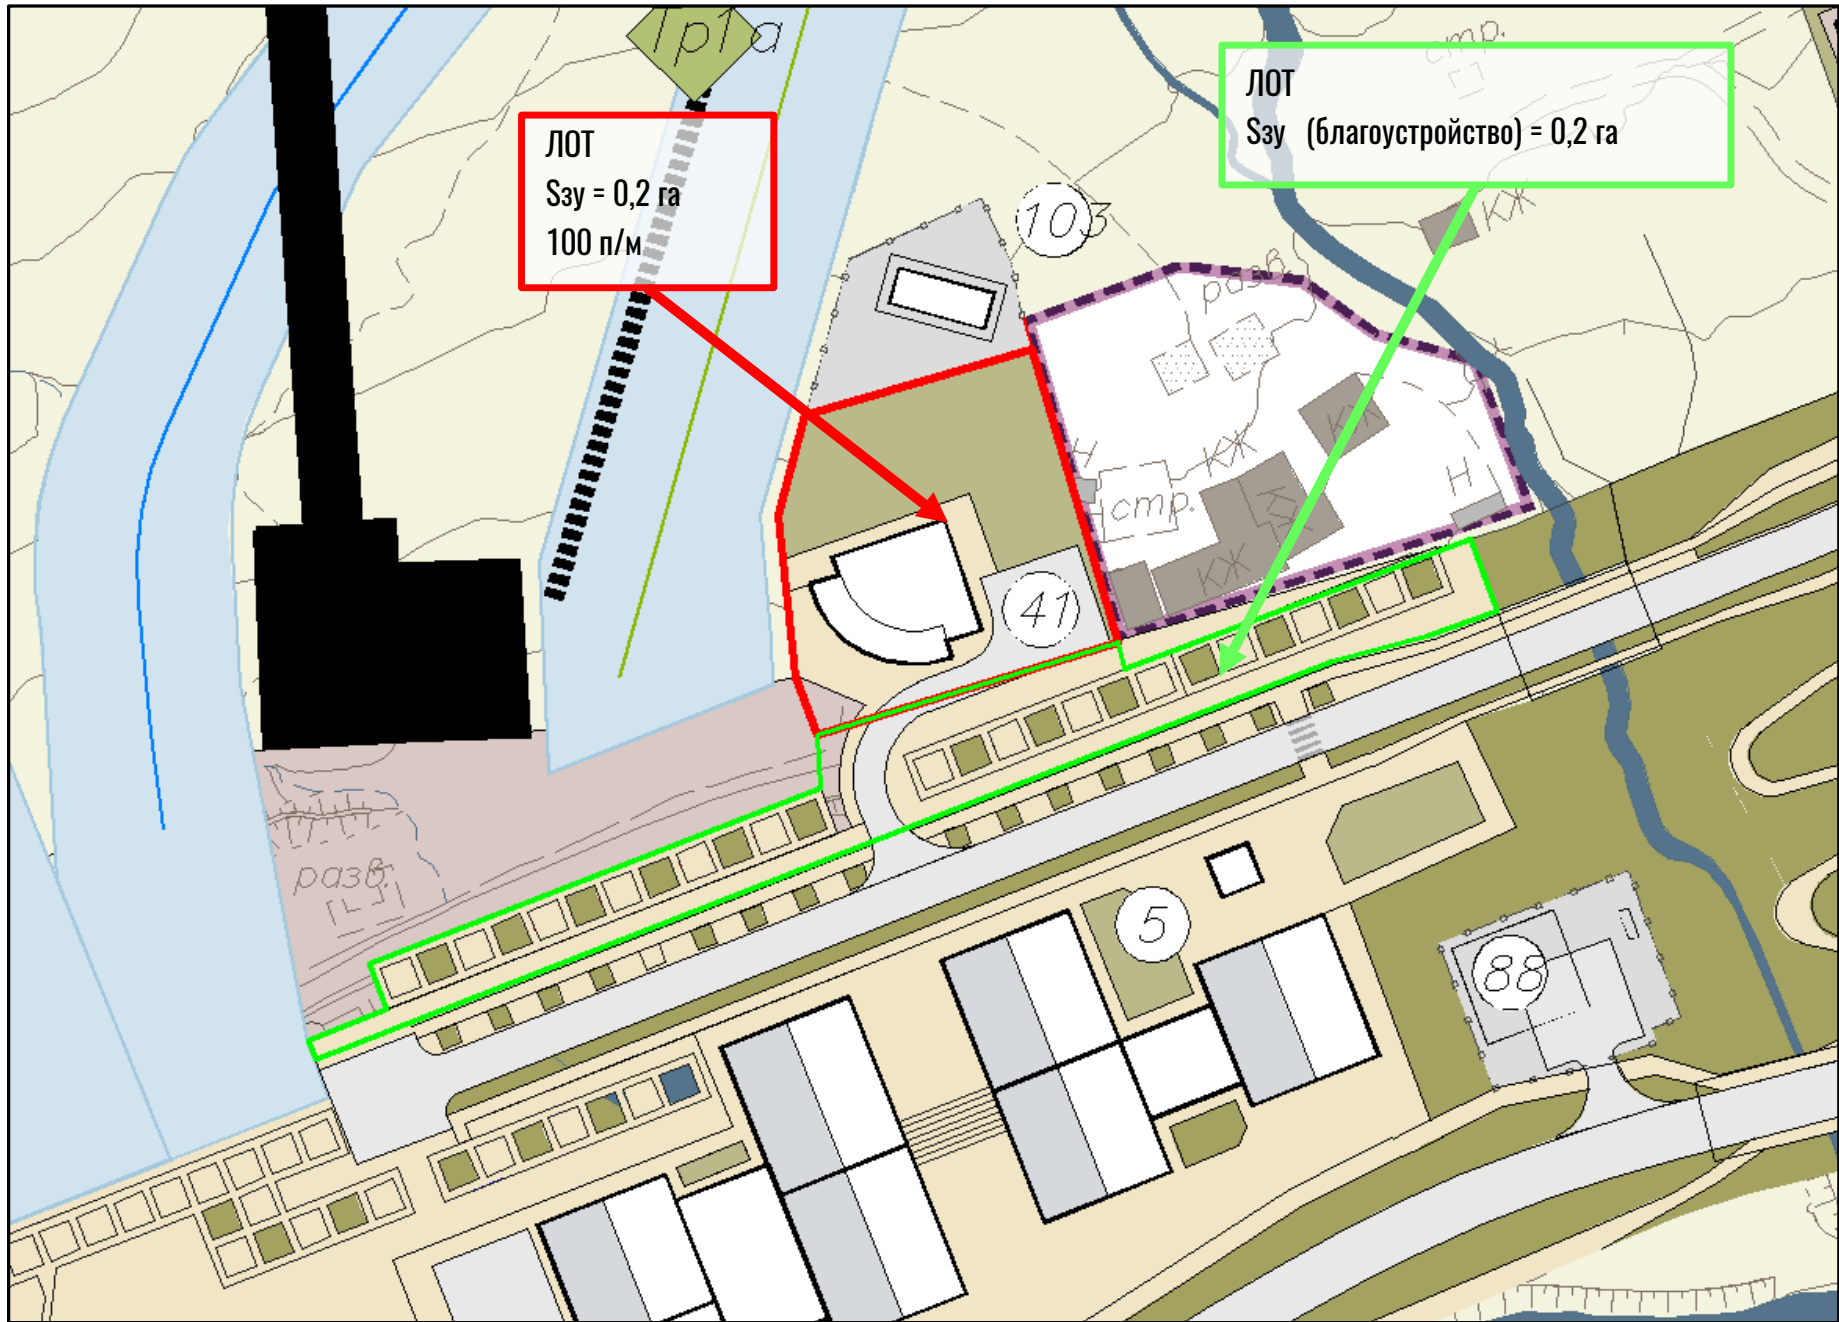 Тр1а
стр.
ЛОТ
Sзу (благоустройство) = 0,2 га
ЛОТ
Sзу = 0,2 га
100 п/м
103
КЖ
разв.
КЖ
Н
КЖ
Н
стр.
КЖ
КЖ
41
разв.
5
88